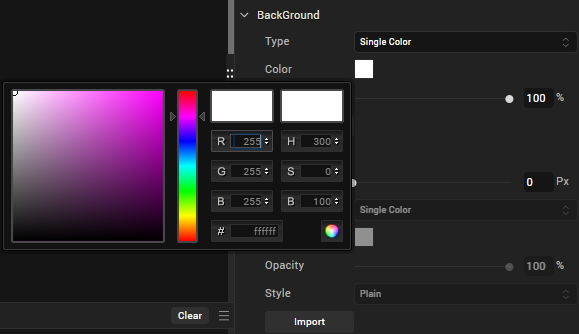 BackGround
Type Single Color
Color
100 %
R 255 H 300
G 255 S 0
0 Px
B 255 B 100
Single Color
# ffffff
Opacity 100 %
Style Plain
Clear
Import